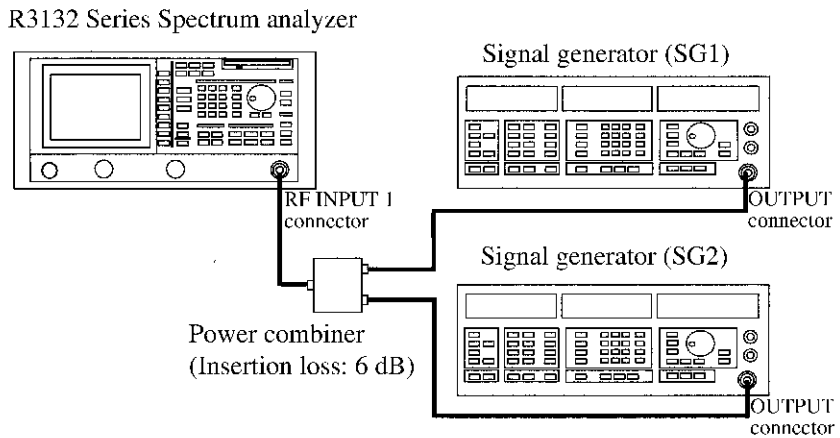 R3132 Series Spectrum analyzer
Signal generator (SG1)
RF INPUT 1
connector
OUTPUT
connector
Signal generator (SG2)
Power combiner
(Insertion loss: 6 dB)
OUTPUT
connector